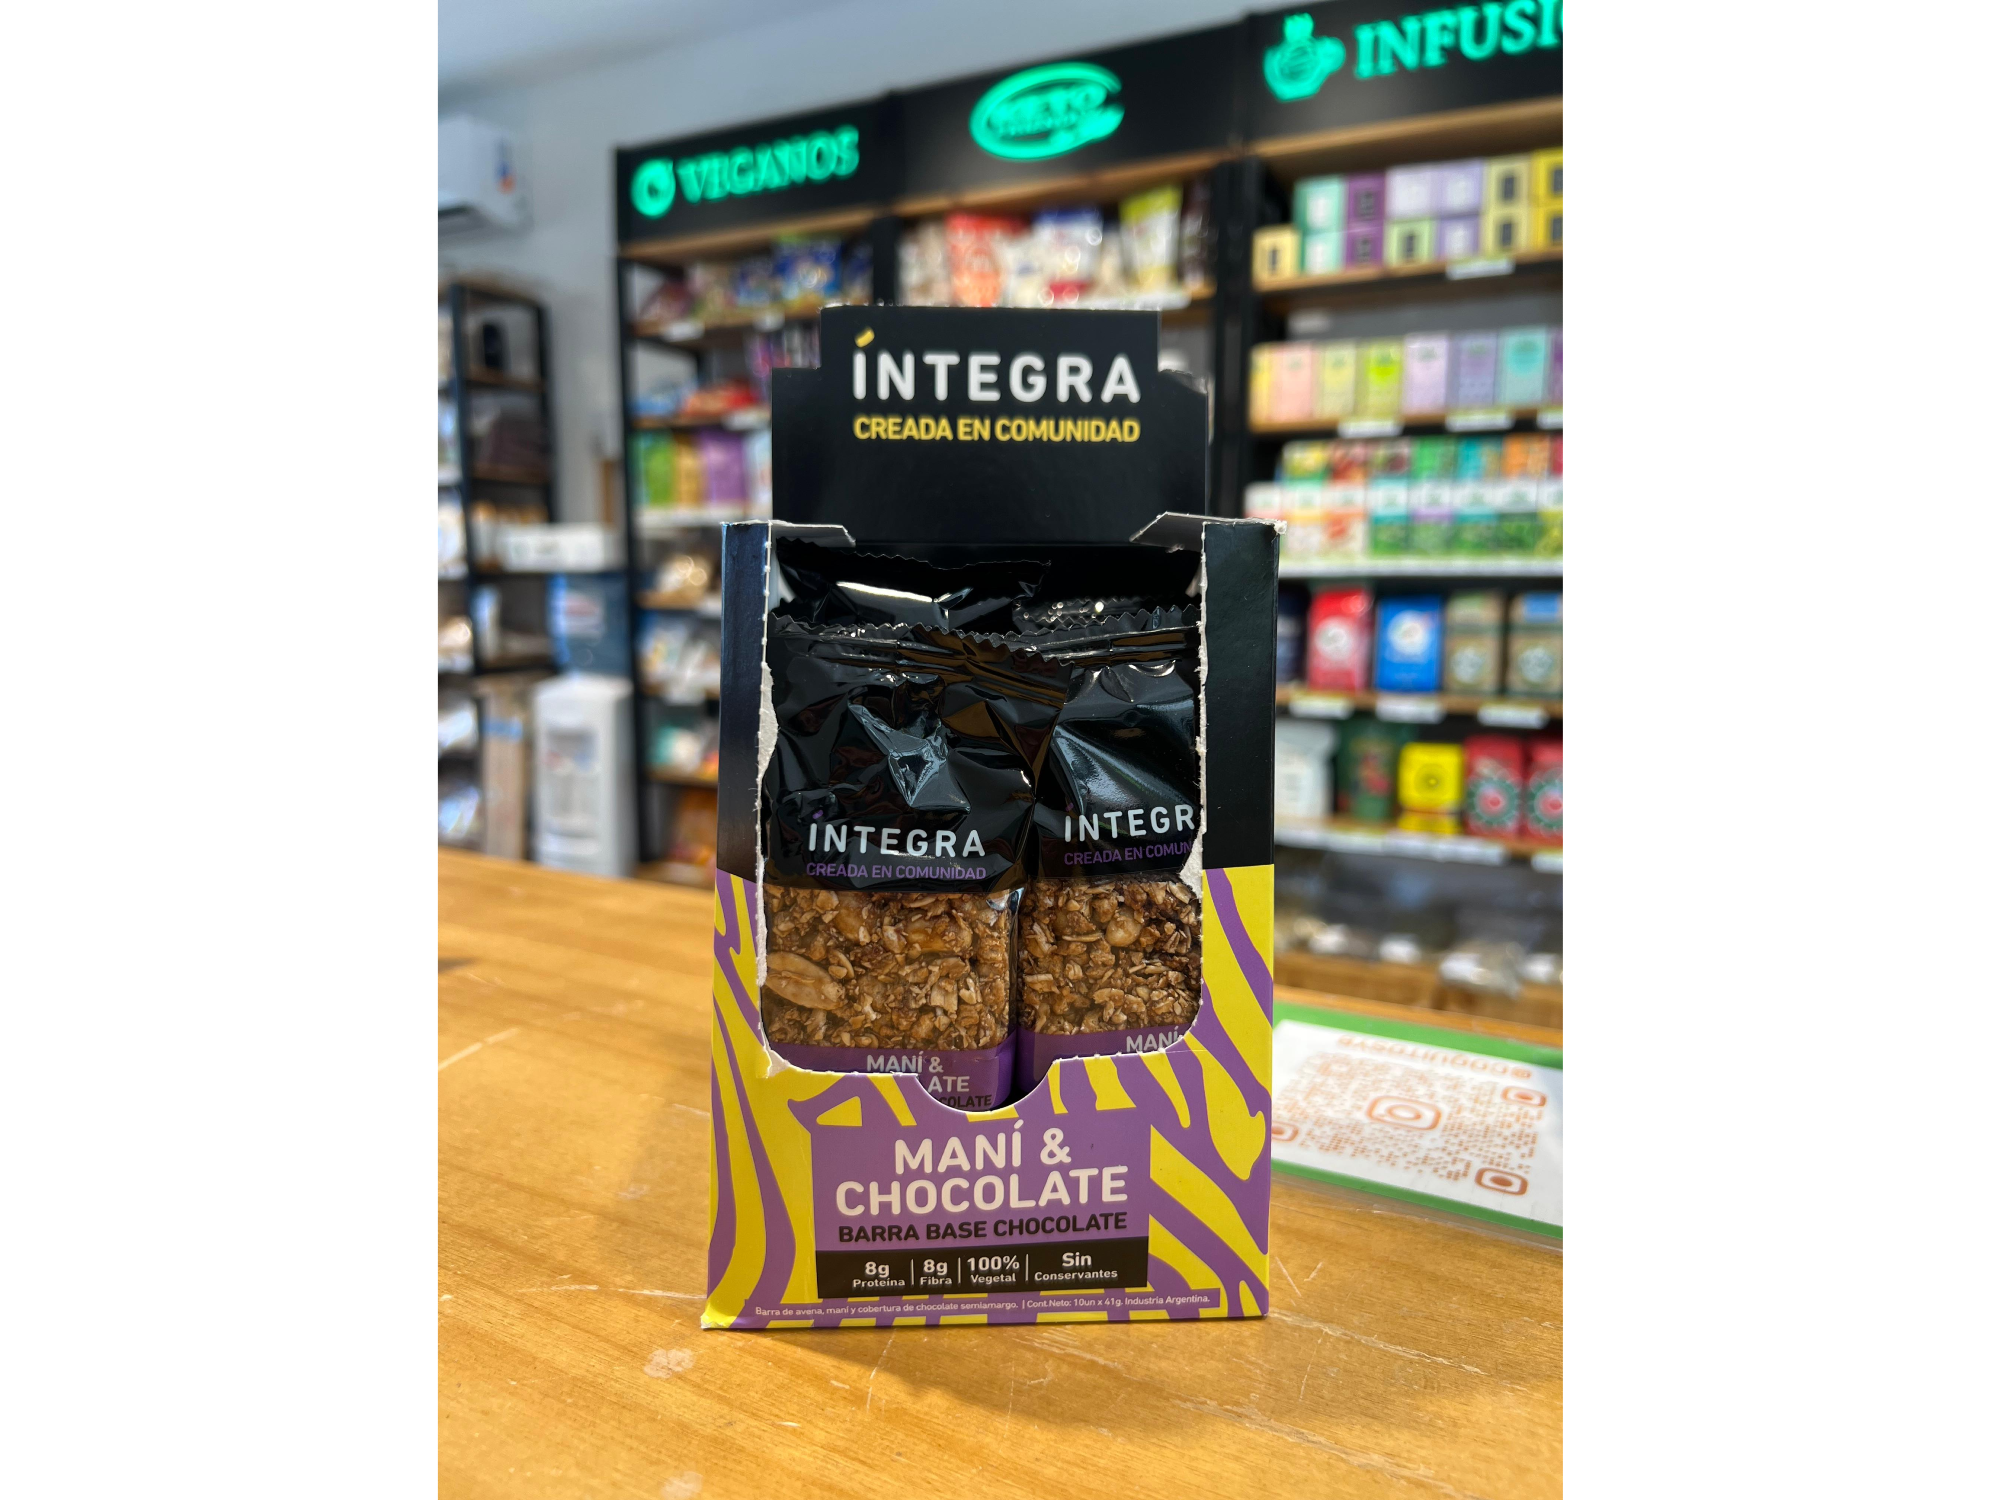 VEGANOS
KETO
INFUSI
ÍNTEGRA
CREADA EN COMUNIDAD
INTEGRA
CREADA EN COMUNIDAD
INTEGR
CREADA EN COMUN
MANÍ &
ATE
COLATE
MANÍ
MANÍ &
CHOCOLATE
BARRA BASE CHOCOLATE
8g Proteína | 8g Fibra | 100% Vegetal | Sin Conservantes
Barra de avena, maní y cobertura de chocolate semiamargo. | Cont.Neto: 10un x 41g. Industria Argentina.